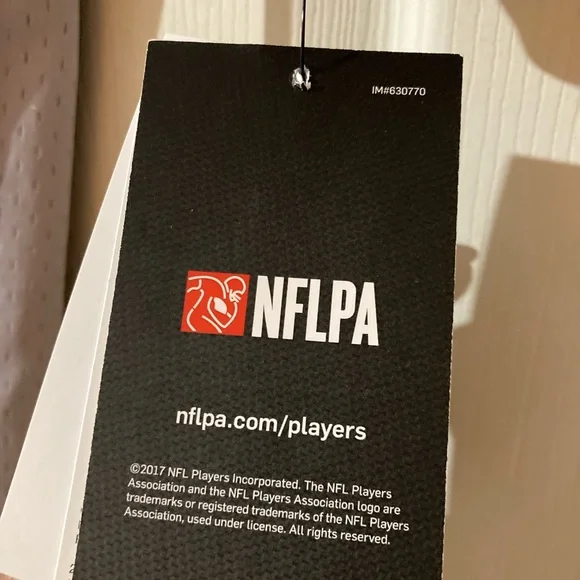 IM#630770
NFLPA
nflpa.com/players
©2017 NFL Players Incorporated. The NFL Players
Association and the NFL Players Association logo are
trademarks or registered trademarks of the NFL Players
Association, used under license. All rights reserved.